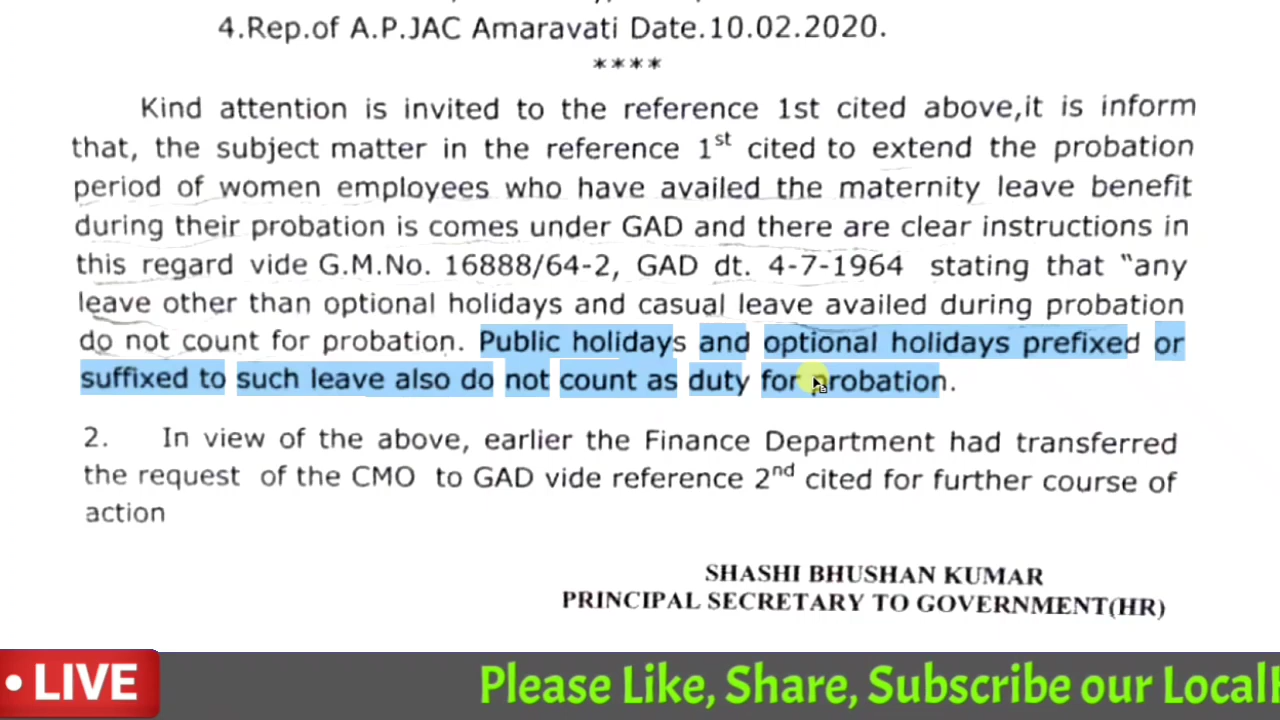 4.Rep.of A.P.JAC Amaravati Date.10.02.2020.
****
Kind attention is invited to the reference 1st cited above,it is inform
that, the subject matter in the reference 1st cited to extend the probation
period of women employees who have availed the maternity leave benefit
during their probation is comes under GAD and there are clear instructions in
this regard vide G.M.No. 16888/64-2, GAD dt. 4-7-1964 stating that "any
leave other than optional holidays and casual leave availed during probation
do not count for probation. Public holidays and optional holidays prefixed or
suffixed to such leave also do not count as duty for probation.
2. In view of the above, earlier the Finance Department had transferred
the request of the CMO to GAD vide reference 2nd cited for further course of
action
SHASHI BHUSHAN KUMAR
PRINCIPAL SECRETARY TO GOVERNMENT(HR)
• LIVE
Please Like, Share, Subscribe our Local